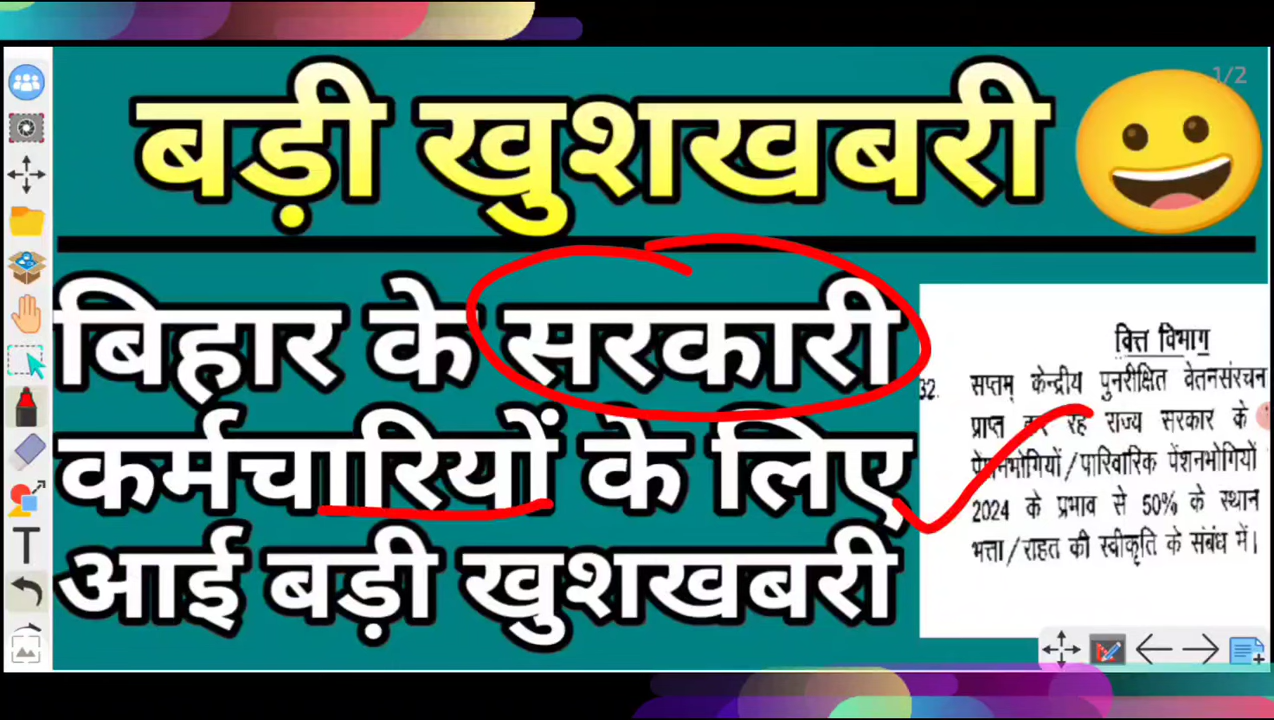 बड़ी खुशखबरी
1/2
बिहार के सरकारी
कर्मचारियों के लिए
आई बड़ी खुशखबरी
वित्त विभाग
32. सप्तम् केन्द्रीय पुनरीक्षित वेतनसंरचन
प्राप्त कर रहे राज्य सरकार के
पेंशनभोगियों/पारिवारिक पेंशनभोगियों
2024 के प्रभाव से 50% के स्थान
भत्ता/राहत की स्वीकृति के संबंध में।
T